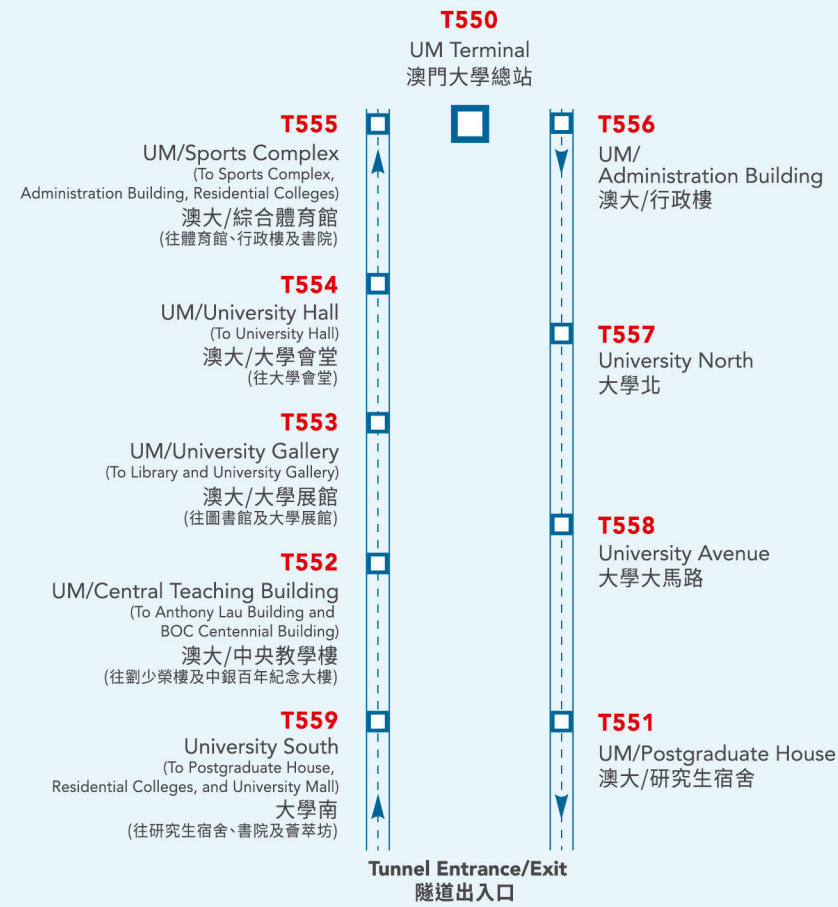 T550
UM Terminal
澳門大學總站
T555
UM/Sports Complex
(To Sports Complex,
Administration Building, Residential Colleges)
澳大/綜合體育館
(往體育館、行政樓及書院)
T554
UM/University Hall
(To University Hall)
澳大/大學會堂
(往大學會堂)
T553
UM/University Gallery
(To Library and University Gallery)
澳大/大學展館
(往圖書館及大學展館)
T552
UM/Central Teaching Building
(To Anthony Lau Building and
BOC Centennial Building)
澳大/中央教學樓
(往劉少榮樓及中銀百年紀念大樓)
T559
University South
(To Postgraduate House,
Residential Colleges, and University Mall)
大學南
(往研究生宿舍、書院及薈萃坊)
T556
UM/
Administration Building
澳大/行政樓
T557
University North
大學北
T558
University Avenue
大學大馬路
T551
UM/Postgraduate House
澳大/研究生宿舍
Tunnel Entrance/Exit
隧道出入口